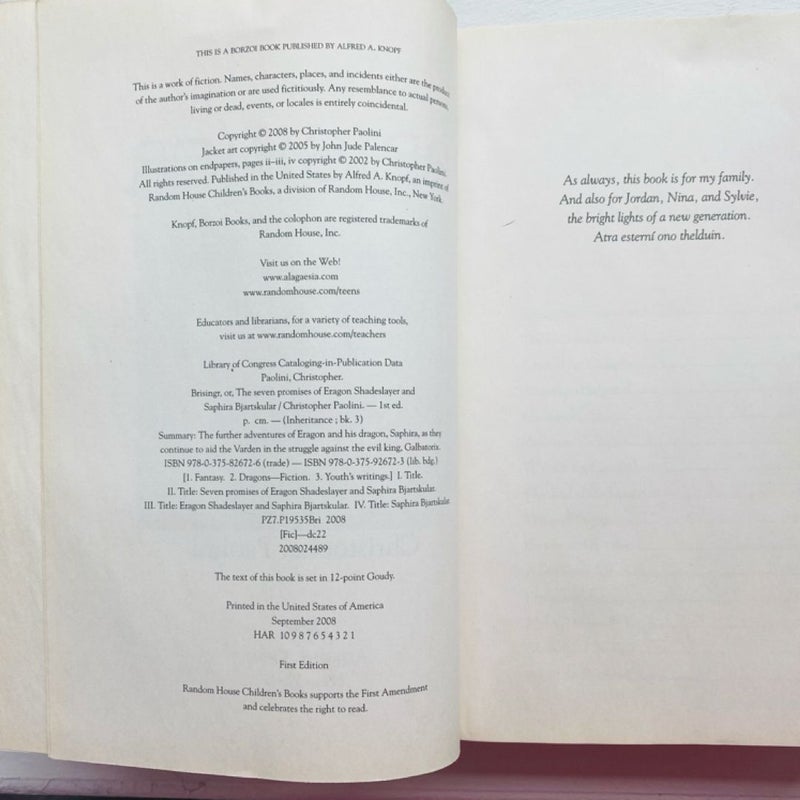 THIS IS A BORZOI BOOK PUBLISHED BY ALFRED A. KNOPF
This is a work of fiction. Names, characters, places, and incidents either are the product
of the author's imagination or are used fictitiously. Any resemblance to actual persons,
living or dead, events, or locales is entirely coincidental.
Copyright © 2008 by Christopher Paolini
Jacket art copyright © 2005 by John Jude Palencar
Illustrations on endpapers, pages ii–iii, iv copyright © 2002 by Christopher Paolini.
All rights reserved. Published in the United States by Alfred A. Knopf, an imprint of
Random House Children's Books, a division of Random House, Inc., New York.
Knopf, Borzoi Books, and the colophon are registered trademarks of
Random House, Inc.
Visit us on the Web!
www.alagaesia.com
www.randomhouse.com/teens
Educators and librarians, for a variety of teaching tools,
visit us at www.randomhouse.com/teachers
Library of Congress Cataloging-in-Publication Data
Paolini, Christopher.
Brisingr, or, The seven promises of Eragon Shadeslayer and
Saphira Bjartskular / Christopher Paolini. — 1st ed.
p. cm. — (Inheritance ; bk. 3)
Summary: The further adventures of Eragon and his dragon, Saphira, as they
continue to aid the Varden in the struggle against the evil king, Galbatorix.
ISBN 978-0-375-82672-6 (trade) — ISBN 978-0-375-92672-3 (lib. bdg.)
[1. Fantasy. 2. Dragons—Fiction. 3. Youth's writings.] I. Title.
II. Title: Seven promises of Eragon Shadeslayer and Saphira Bjartskular.
III. Title: Eragon Shadeslayer and Saphira Bjartskular. IV. Title: Saphira Bjartskular.
PZ7.P19535Bri 2008
[Fic]—dc22
2008024489
The text of this book is set in 12-point Goudy.
Printed in the United States of America
September 2008
HAR 10 9 8 7 6 5 4 3 2 1
First Edition
Random House Children's Books supports the First Amendment
and celebrates the right to read.
As always, this book is for my family.
And also for Jordan, Nina, and Sylvie,
the bright lights of a new generation.
Atra esterní ono thelduin.